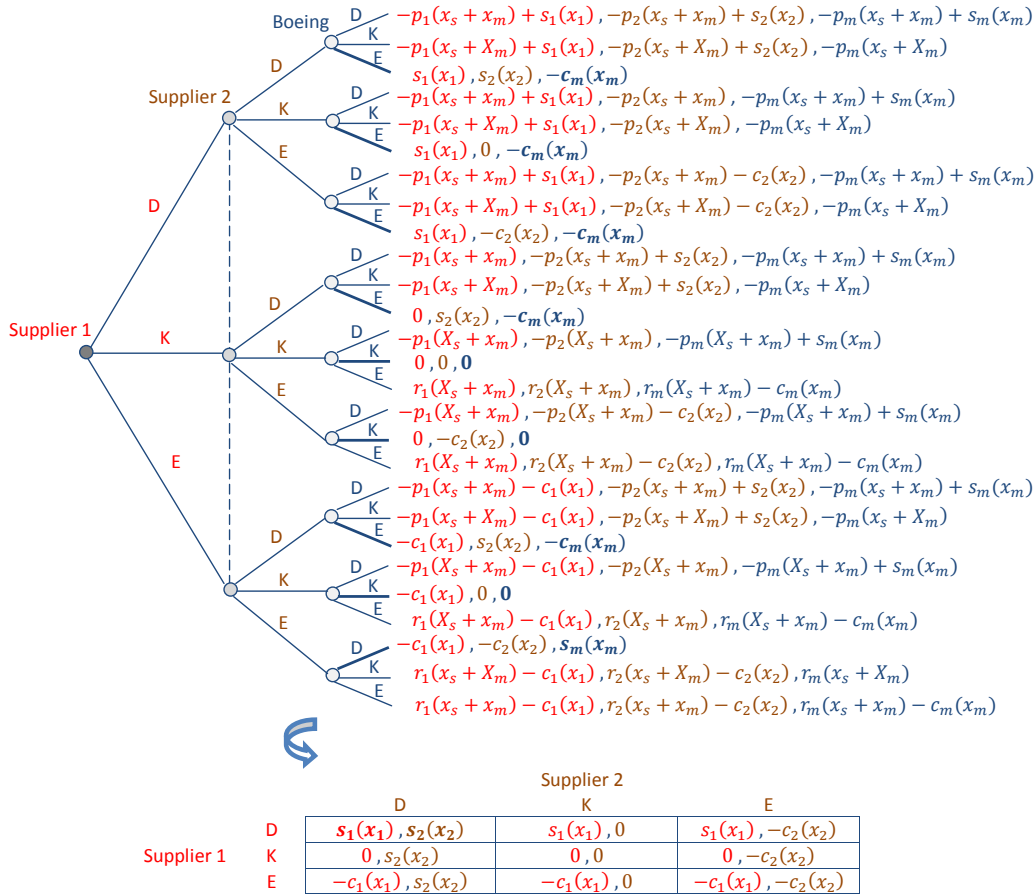 Boeing
D −p₁(xₛ + xₘ) + s₁(x₁) , −p₂(xₛ + xₘ) + s₂(x₂) , −pₘ(xₛ + xₘ) + sₘ(xₘ)
K −p₁(xₛ + Xₘ) + s₁(x₁) , −p₂(xₛ + Xₘ) + s₂(x₂) , −pₘ(xₛ + Xₘ)
D E s₁(x₁) , s₂(x₂) , −cₘ(xₘ)
Supplier 2
D −p₁(xₛ + xₘ) + s₁(x₁) , −p₂(xₛ + xₘ) , −pₘ(xₛ + xₘ) + sₘ(xₘ)
K K −p₁(xₛ + Xₘ) + s₁(x₁) , −p₂(xₛ + Xₘ) , −pₘ(xₛ + Xₘ)
E s₁(x₁) , 0 , −cₘ(xₘ)
E D −p₁(xₛ + xₘ) + s₁(x₁) , −p₂(xₛ + xₘ) − c₂(x₂) , −pₘ(xₛ + xₘ) + sₘ(xₘ)
D K −p₁(xₛ + Xₘ) + s₁(x₁) , −p₂(xₛ + Xₘ) − c₂(x₂) , −pₘ(xₛ + Xₘ)
E s₁(x₁) , −c₂(x₂) , −cₘ(xₘ)
D −p₁(xₛ + xₘ) , −p₂(xₛ + xₘ) + s₂(x₂) , −pₘ(xₛ + xₘ) + sₘ(xₘ)
K −p₁(xₛ + Xₘ) , −p₂(xₛ + Xₘ) + s₂(x₂) , −pₘ(xₛ + Xₘ)
D E 0 , s₂(x₂) , −cₘ(xₘ)
Supplier 1 K
D −p₁(Xₛ + xₘ) , −p₂(Xₛ + xₘ) , −pₘ(Xₛ + xₘ) + sₘ(xₘ)
K K 0 , 0 , 0
E r₁(Xₛ + xₘ) , r₂(Xₛ + xₘ) , rₘ(Xₛ + xₘ) − cₘ(xₘ)
E D −p₁(Xₛ + xₘ) , −p₂(Xₛ + xₘ) − c₂(x₂) , −pₘ(Xₛ + xₘ) + sₘ(xₘ)
K 0 , −c₂(x₂) , 0
E E r₁(Xₛ + xₘ) , r₂(Xₛ + xₘ) − c₂(x₂) , rₘ(Xₛ + xₘ) − cₘ(xₘ)
D −p₁(xₛ + xₘ) − c₁(x₁) , −p₂(xₛ + xₘ) + s₂(x₂) , −pₘ(xₛ + xₘ) + sₘ(xₘ)
K −p₁(xₛ + Xₘ) − c₁(x₁) , −p₂(xₛ + Xₘ) + s₂(x₂) , −pₘ(xₛ + Xₘ)
D E −c₁(x₁) , s₂(x₂) , −cₘ(xₘ)
D −p₁(Xₛ + xₘ) − c₁(x₁) , −p₂(Xₛ + xₘ) , −pₘ(Xₛ + xₘ) + sₘ(xₘ)
K K −c₁(x₁) , 0 , 0
E r₁(Xₛ + xₘ) − c₁(x₁) , r₂(Xₛ + xₘ) , rₘ(Xₛ + xₘ) − cₘ(xₘ)
E D −c₁(x₁) , −c₂(x₂) , sₘ(xₘ)
K r₁(xₛ + Xₘ) − c₁(x₁) , r₂(xₛ + Xₘ) − c₂(x₂) , rₘ(xₛ + Xₘ)
E r₁(xₛ + xₘ) − c₁(x₁) , r₂(xₛ + xₘ) − c₂(x₂) , rₘ(xₛ + xₘ) − cₘ(xₘ)
Supplier 2
D K E
D s₁(x₁) , s₂(x₂) s₁(x₁) , 0 s₁(x₁) , −c₂(x₂)
Supplier 1 K 0 , s₂(x₂) 0 , 0 0 , −c₂(x₂)
E −c₁(x₁) , s₂(x₂) −c₁(x₁) , 0 −c₁(x₁) , −c₂(x₂)